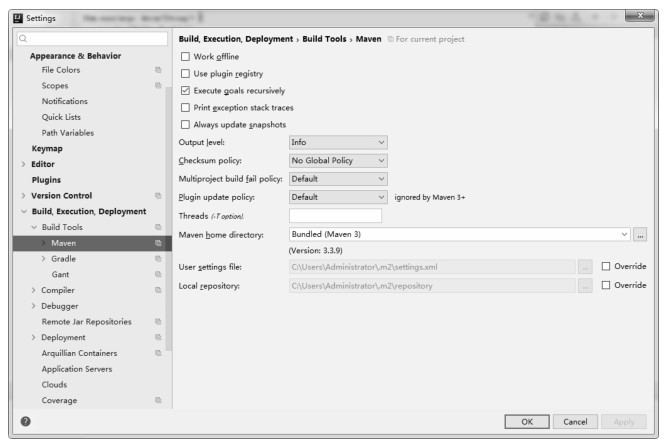 Settings
Appearance & Behavior
File Colors
Scopes
Notifications
Quick Lists
Path Variables
Keymap
Editor
Plugins
Version Control
Build, Execution, Deployment
Build Tools
Maven
Gradle
Gant
Compiler
Debugger
Remote Jar Repositories
Deployment
Arquillian Containers
Application Servers
Clouds
Coverage
Build, Execution, Deployment › Build Tools › Maven For current project
Work offline
Use plugin registry
Execute goals recursively
Print exception stack traces
Always update snapshots
Output level: Info
Checksum policy: No Global Policy
Multiproject build fail policy: Default
Plugin update policy: Default ignored by Maven 3+
Threads (-T option):
Maven home directory: Bundled (Maven 3) ...
(Version: 3.3.9)
User settings file: C:\Users\Administrator\.m2\settings.xml ... Override
Local repository: C:\Users\Administrator\.m2\repository ... Override
? OK Cancel Apply